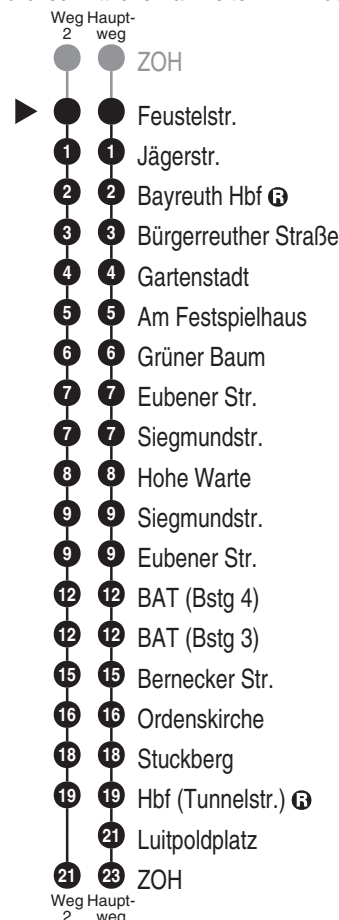 Weg Haupt-
2 weg
ZOH
Feustelstr.
1 1 Jägerstr.
2 2 Bayreuth Hbf R
3 3 Bürgerreuther Straße
4 4 Gartenstadt
5 5 Am Festspielhaus
6 6 Grüner Baum
7 7 Eubener Str.
7 7 Siegmundstr.
8 8 Hohe Warte
9 9 Siegmundstr.
9 9 Eubener Str.
12 12 BAT (Bstg 4)
12 12 BAT (Bstg 3)
15 15 Bernecker Str.
16 16 Ordenskirche
18 18 Stuckberg
19 19 Hbf (Tunnelstr.) R
21 Luitpoldplatz
21 23 ZOH
Weg Haupt-
2 weg